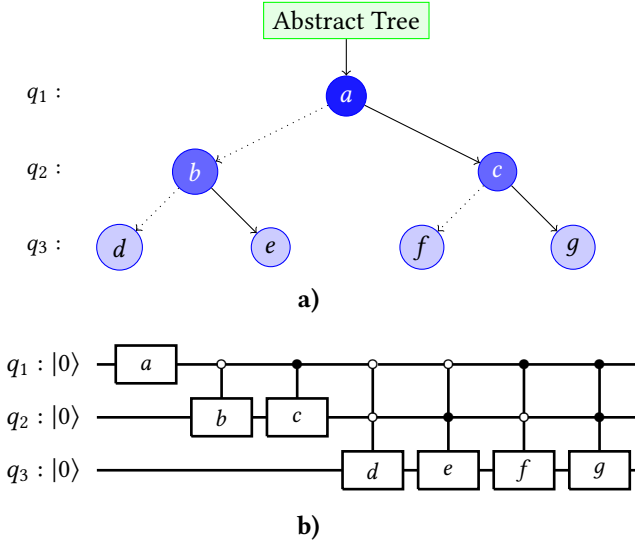 Abstract Tree
q₁ : a
q₂ : b c
q₃ : d e f g
a)
q₁ : |0⟩ a
q₂ : |0⟩ b c
q₃ : |0⟩ d e f g
b)